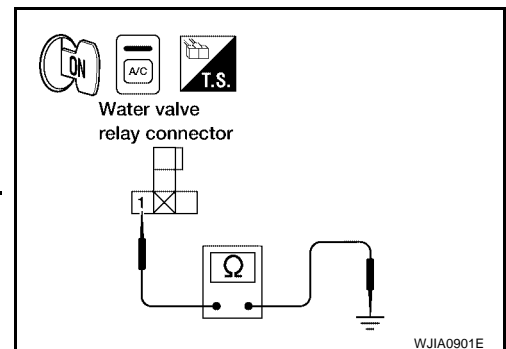 ON
A/C
T.S.
Water valve
relay connector
1
Ω
WJIA0901E